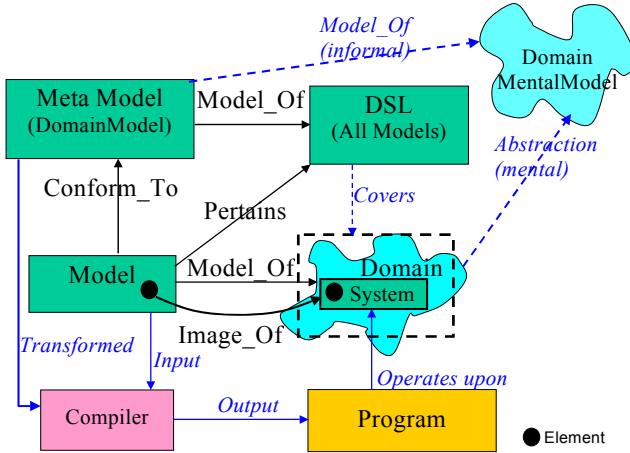 Model_Of
(informal)
Domain
MentalModel
Meta Model
(DomainModel)
Model_Of
DSL
(All Models)
Abstraction
(mental)
Conform_To
Pertains
Covers
Model
Model_Of
Domain
System
Image_Of
Transformed
Input
Operates upon
Compiler
Output
Program
Element